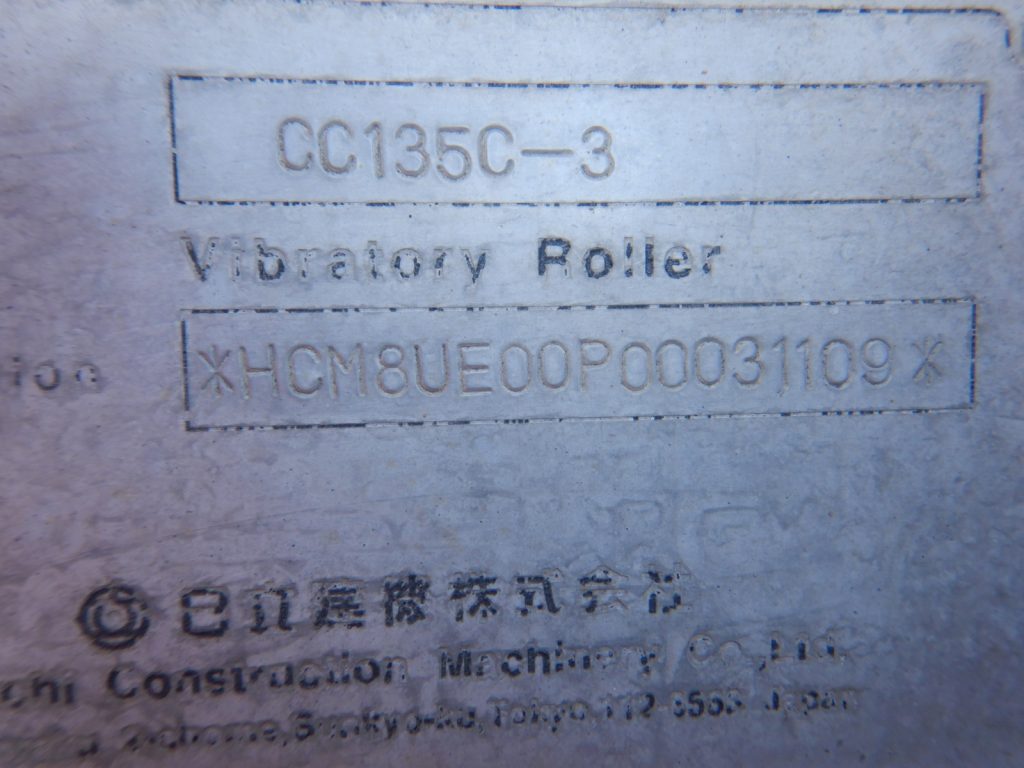 CC135C-3
Vibratory Roller
*HCM8UE00P00031109*
日立建機株式会社
Construction Machinery Co.,Ltd.
Tokyo,112-8563 Japan